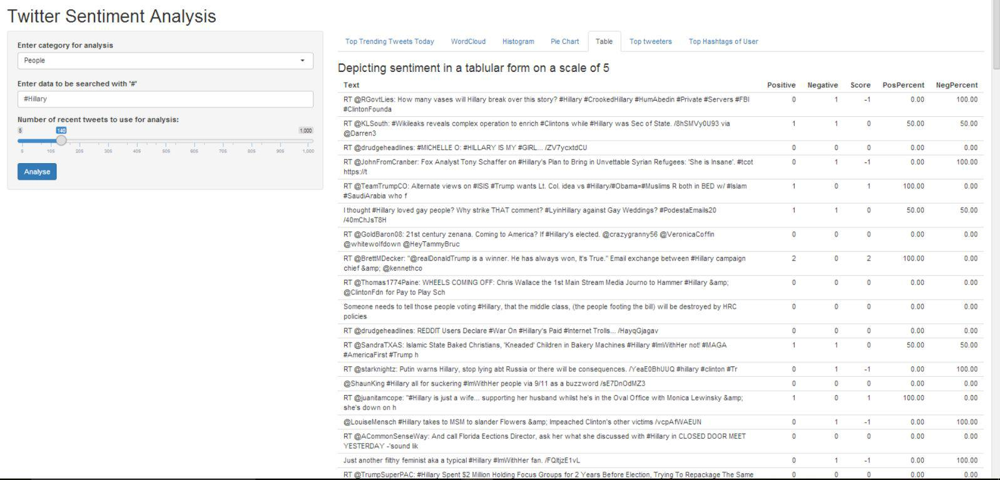 Twitter Sentiment Analysis
Enter category for analysis
People
Enter data to be searched with '#'
#Hillary
Number of recent tweets to use for analysis:
5 140 1,000
5 105 205 305 405 505 605 705 805 905 1,000
Analyse
Top Trending Tweets Today WordCloud Histogram Pie Chart Table Top tweeters Top Hashtags of User
Depicting sentiment in a tablular form on a scale of 5
Text Positive Negative Score PosPercent NegPercent
RT @RGovtLies: How many vases will Hillary break over this story? #Hillary #CrookedHillary #HumAbedin #Private #Servers #FBI 0 1 -1 0.00 100.00
#ClintonFounda
RT @KLSouth: #Wikileaks reveals complex operation to enrich #Clintons while #Hillary was Sec of State. /8hSMVy0U93 via 1 1 0 50.00 50.00
@Darren3
RT @drudgeheadlines: #MICHELLE O: #HILLARY IS MY #GIRL... /ZV7ycxtdCU 0 0 0 0.00 0.00
RT @JohnFromCranber: Fox Analyst Tony Schaffer on #Hillary's Plan to Bring in Unvettable Syrian Refugees: 'She is Insane'. #tcot 0 1 -1 0.00 100.00
https://t
RT @TeamTrumpCO: Alternate views on #ISIS #Trump wants Lt. Col. idea vs #Hillary/#Obama=#Muslims R both in BED w/ #Islam 1 0 1 100.00 0.00
#SaudiArabia who f
I thought #Hillary loved gay people? Why strike THAT comment? #LyinHillary against Gay Weddings? #PodestaEmails20 1 1 0 50.00 50.00
/40mChJsT8H
RT @GoldBaron08: 21st century zenana. Coming to America? If #Hillary's elected. @crazygranny56 @VeronicaCoffin 0 0 0 0.00 0.00
@whitewolfdown @HeyTammyBruc
RT @BrettMDecker: "@realDonaldTrump is a winner. He has always won, It's True." Email exchange between #Hillary campaign 2 0 2 100.00 0.00
chief &amp; @kennethco
RT @Thomas1774Paine: WHEELS COMING OFF: Chris Wallace the 1st Main Stream Media Journo to Hammer #Hillary &amp; 0 0 0 0.00 0.00
@ClintonFdn for Pay to Play Sch
Someone needs to tell those people voting #Hillary, that the middle class, (the people footing the bill) will be destroyed by HRC 0 0 0 0.00 0.00
policies
RT @drudgeheadlines: REDDIT Users Declare #War On #Hillary's Paid #Internet Trolls... /HayqGjagav 0 0 0 0.00 0.00
RT @SandraTXAS: Islamic State Baked Christians, 'Kneaded' Children in Bakery Machines #Hillary #ImWithHer not! #MAGA 1 1 0 50.00 50.00
#AmericaFirst #Trump h
RT @starknightz: Putin warns Hillary, stop lying abt Russia or there will be consequences. /YeaE0BhUUQ #hillary #clinton #Tr 0 1 -1 0.00 100.00
@ShaunKing #Hillary all for suckering #ImWithHer people via 9/11 as a buzzword /sE7DnOdMZ3 0 0 0 0.00 0.00
RT @juanitamcope: "#Hillary is just a wife... supporting her husband whilst he's in the Oval Office with Monica Lewinsky &amp; 1 0 1 100.00 0.00
she's down on h
@LouiseMensch #Hillary takes to MSM to slander Flowers &amp; Impeached Clinton's other victims /vcpAfWAEUN 0 1 -1 0.00 100.00
RT @ACommonSenseWay: And call Florida Eections Director, ask her what she discussed with #Hillary in CLOSED DOOR MEET 0 0 0 0.00 0.00
YESTERDAY -'sound lik
Just another filthy feminist aka a typical #Hillary #ImWithHer fan. /FQltjzE1vL 0 1 -1 0.00 100.00
RT @TrumpSuperPAC: #Hillary Spent $2 Million Holding Focus Groups for 2 Years Before Election, Trying To Repackage The Same 0 0 0 0.00 0.00